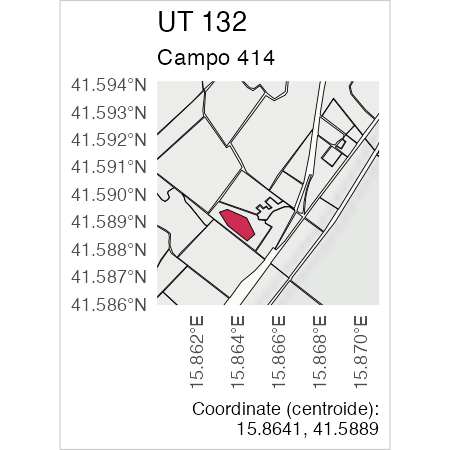 UT 132
Campo 414
41.594°N
41.593°N
41.592°N
41.591°N
41.590°N
41.589°N
41.588°N
41.587°N
41.586°N
15.862°E
15.864°E
15.866°E
15.868°E
15.870°E
Coordinate (centroide):
15.8641, 41.5889